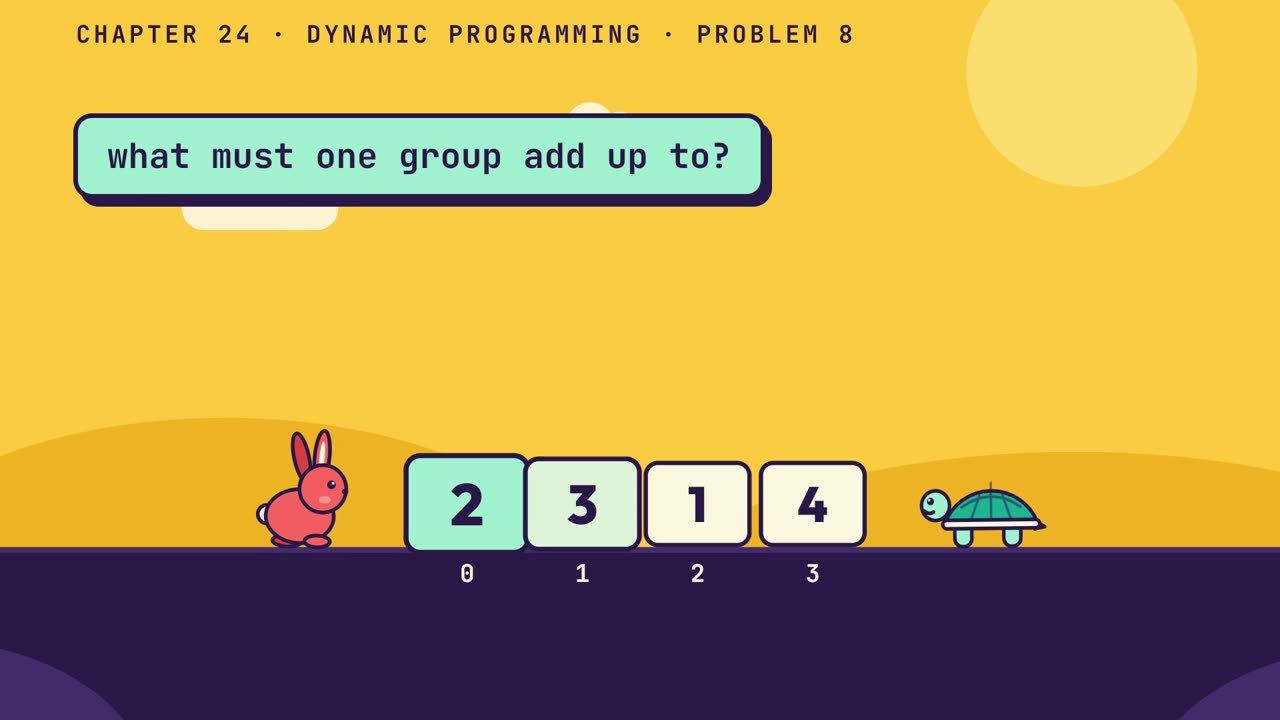 CHAPTER 24 · DYNAMIC PROGRAMMING · PROBLEM 8
what must one group add up to?
2 3 1 4
0 1 2 3